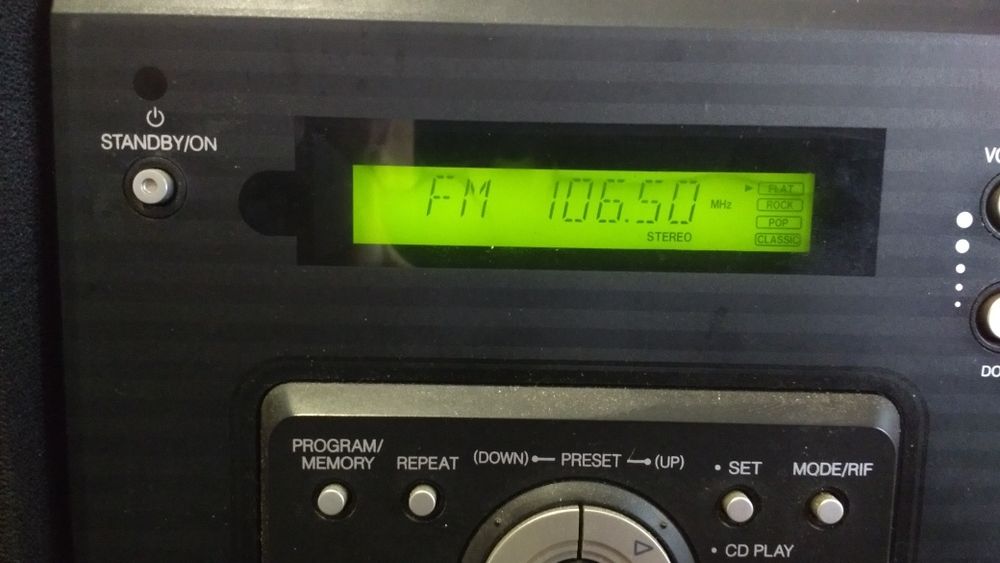 STANDBY/ON
FM 106.50 MHz
STEREO
FLAT
ROCK
POP
CLASSIC
PROGRAM/
MEMORY
REPEAT
(DOWN) PRESET (UP)
• SET
MODE/RIF
• CD PLAY